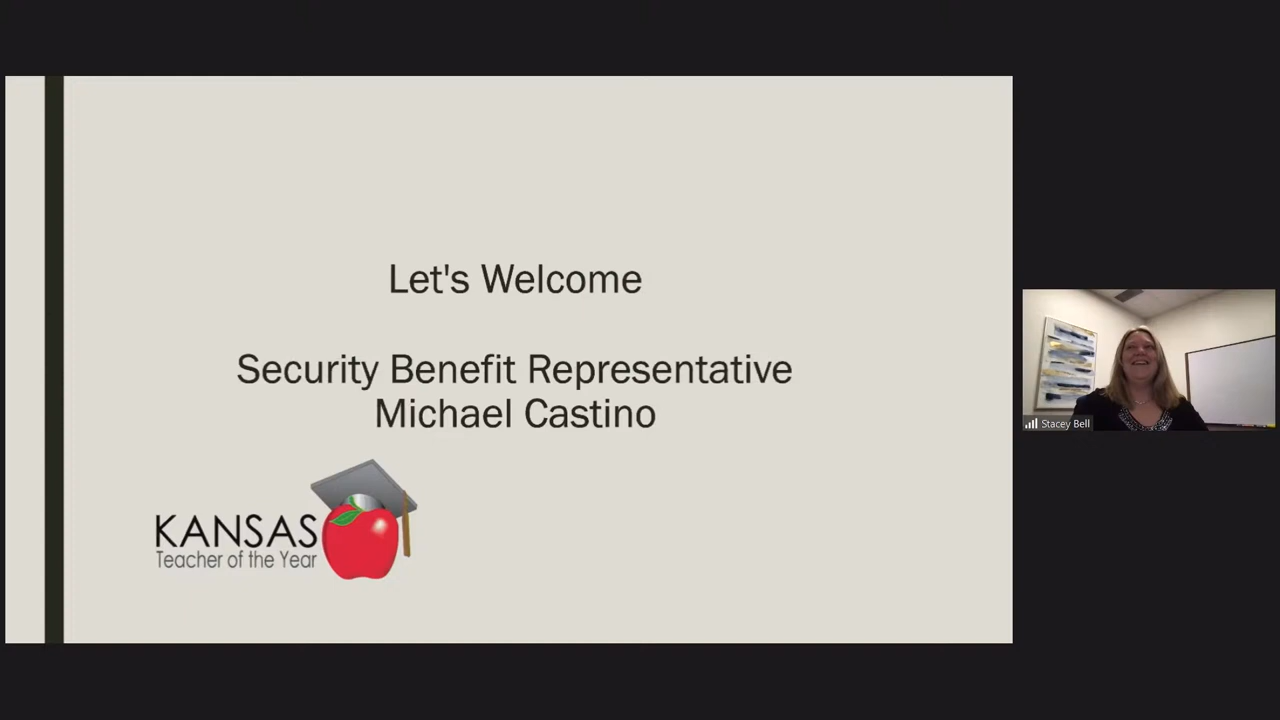 Let's Welcome
Security Benefit Representative
Michael Castino
KANSAS
Teacher of the Year
Stacey Bell